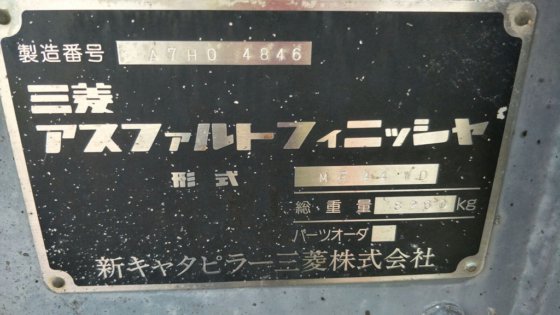 製造番号 A7H0 4846
三菱
アスファルトフィニッシャ
形式 MF44WD
総重量 kg
パーツオーダ
新キャタピラー三菱株式会社